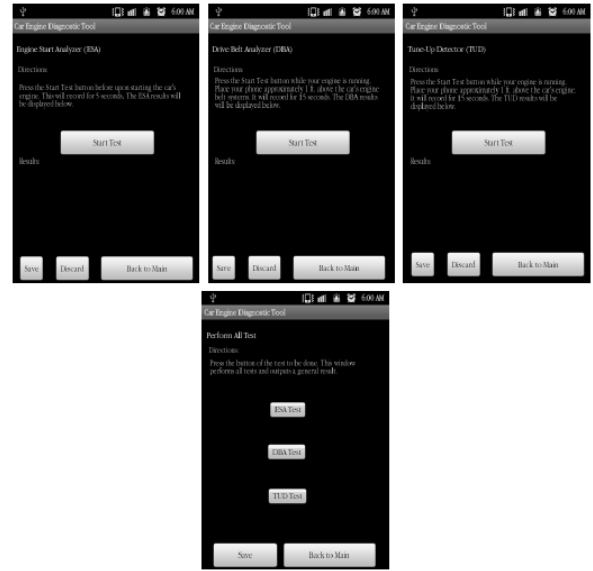 6:00 AM
Car Engine Diagnostic Tool
Engine Start Analyzer (ESA)
Directions:
Press the Start Test button before upon starting the car's
engine. This will record for 5 seconds. The ESA results will
be displayed below.
Start Test
Results:
Save
Discard
Back to Main
6:00 AM
Car Engine Diagnostic Tool
Drive Belt Analyzer (DBA)
Directions:
Press the Start Test button while your engine is running.
Place your phone approximately 1 ft. above the car's engine
belt systems. It will record for 15 seconds. The DBA results
will be displayed below.
Start Test
Results:
Save
Discard
Back to Main
6:00 AM
Car Engine Diagnostic Tool
Tune-Up Detector (TUD)
Directions:
Press the Start Test button while your engine is running.
Place your phone approximately 1 ft. above the car's engine.
It will record for 15 seconds. The TUD results will be
displayed below.
Start Test
Results:
Save
Discard
Back to Main
6:00 AM
Car Engine Diagnostic Tool
Perform All Test
Directions:
Press the button of the test to be done. This window
performs all tests and outputs a general result.
ESA Test
DBA Test
TUD Test
Save
Back to Main